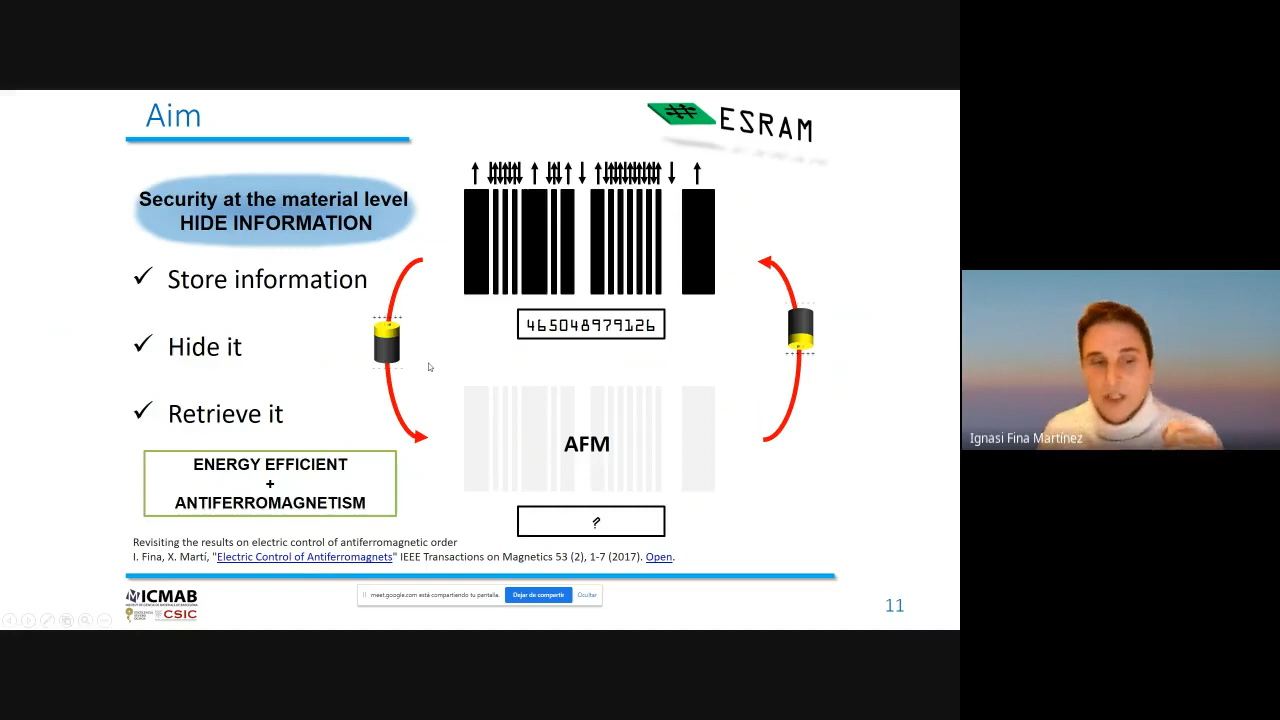 Aim
ESRAM
Security at the material level
HIDE INFORMATION
✓ Store information
✓ Hide it
✓ Retrieve it
ENERGY EFFICIENT
+
ANTIFERROMAGNETISM
465048979126
AFM
?
Revisiting the results on electric control of antiferromagnetic order
I. Fina, X. Martí, "Electric Control of Antiferromagnets" IEEE Transactions on Magnetics 53 (2), 1-7 (2017). Open.
ICMAB
CSIC
meet.google.com está compartiendo tu pantalla.
Dejar de compartir
Ocultar
11
Ignasi Fina Martínez